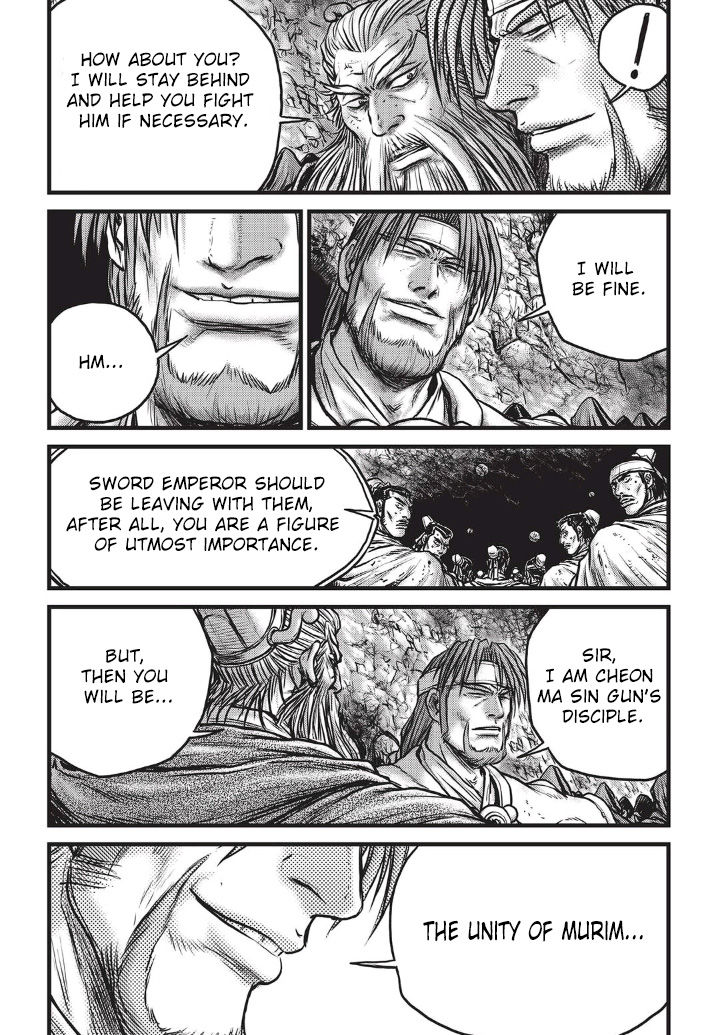 HOW ABOUT YOU?
I WILL STAY BEHIND
AND HELP YOU FIGHT
HIM IF NECESSARY.
!
HM...
I WILL
BE FINE.
SWORD EMPEROR SHOULD
BE LEAVING WITH THEM,
AFTER ALL, YOU ARE A FIGURE
OF UTMOST IMPORTANCE.
BUT,
THEN YOU
WILL BE...
SIR,
I AM CHEON
MA SIN GUN'S
DISCIPLE.
THE UNITY OF MURIM...